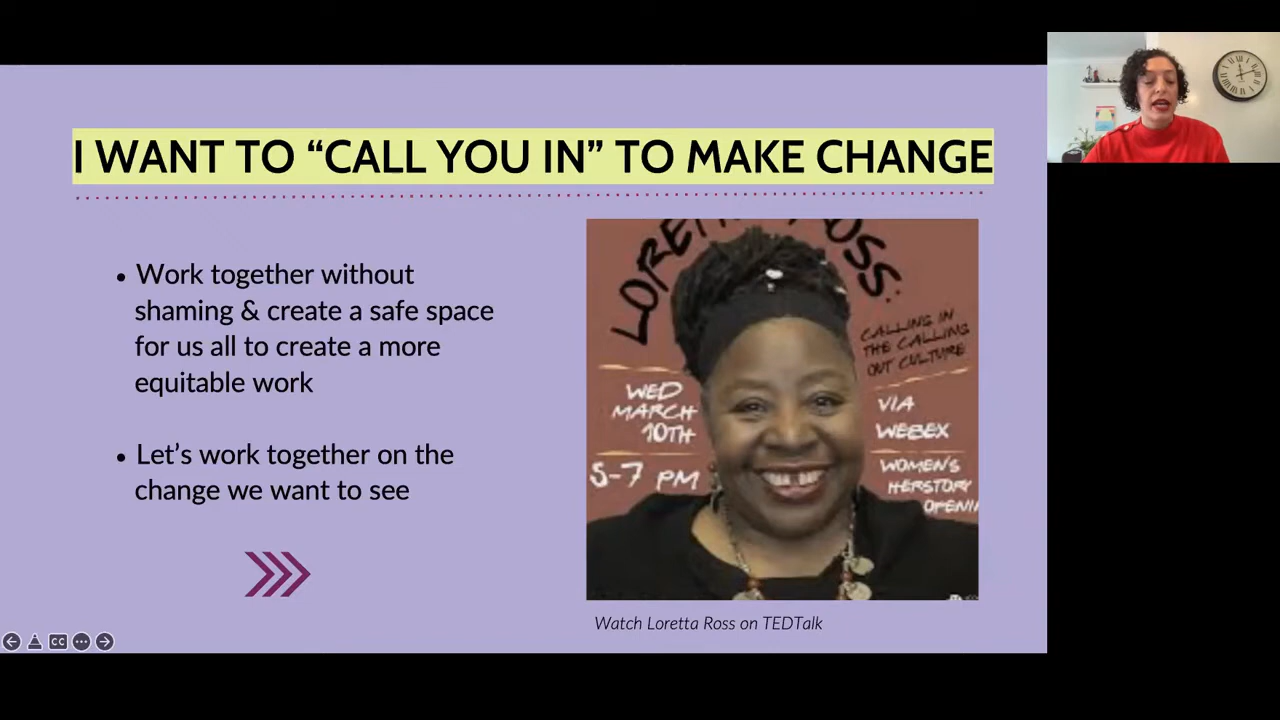 I WANT TO “CALL YOU IN” TO MAKE CHANGE
• Work together without
shaming & create a safe space
for us all to create a more
equitable work
• Let’s work together on the
change we want to see
ROSS:
CALLING IN
THE CALLING
OUT CULTURE
WED
MARCH
10TH
5-7 PM
VIA
WEBEX
WOMEN'S
HERSTORY
Watch Loretta Ross on TEDTalk
CC